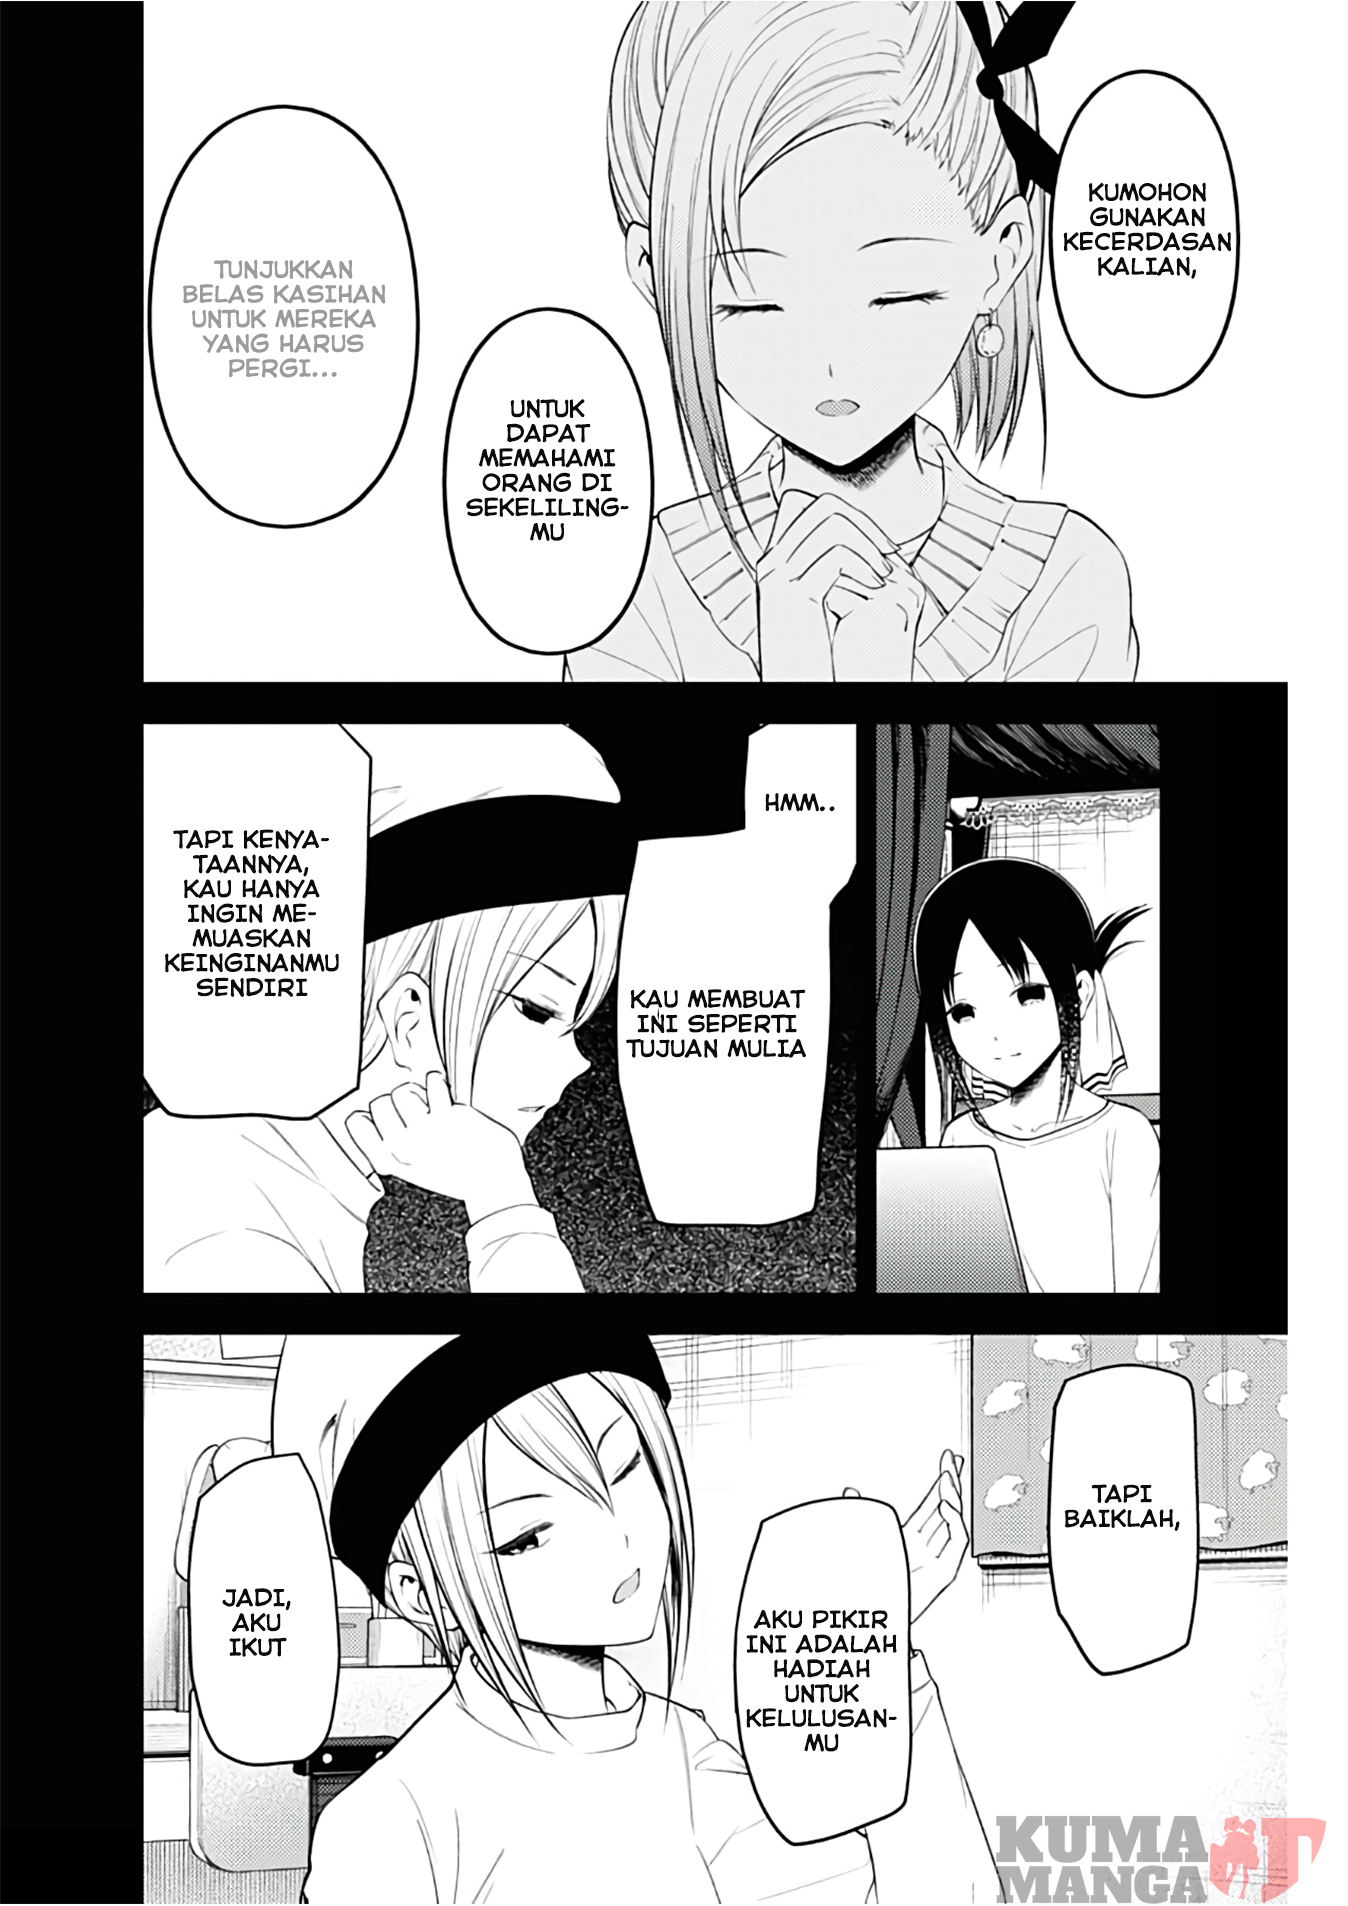 KUMOHON
GUNAKAN
KECERDASAN
KALIAN,
UNTUK
DAPAT
MEMAHAMI
ORANG DI
SEKELILING-
MU
TUNJUKKAN
BELAS KASIHAN
UNTUK MEREKA
YANG HARUS
PERGI...
HMM..
KAU MEMBUAT
INI SEPERTI
TUJUAN MULIA
TAPI KENYA-
TAANNYA,
KAU HANYA
INGIN ME-
MUASKAN
KEINGINANMU
SENDIRI
TAPI
BAIKLAH,
AKU PIKIR
INI ADALAH
HADIAH
UNTUK
KELULUSAN-
MU
JADI,
AKU
IKUT
KUMA
MANGA